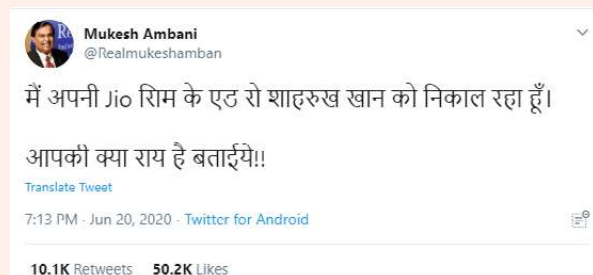 Mukesh Ambani
@Realmukeshamban
मैं अपनी Jio सिम के एड से शाहरुख खान को निकाल रहा हूँ।
आपकी क्या राय है बताईये!!
Translate Tweet
7:13 PM · Jun 20, 2020 · Twitter for Android
10.1K Retweets 50.2K Likes